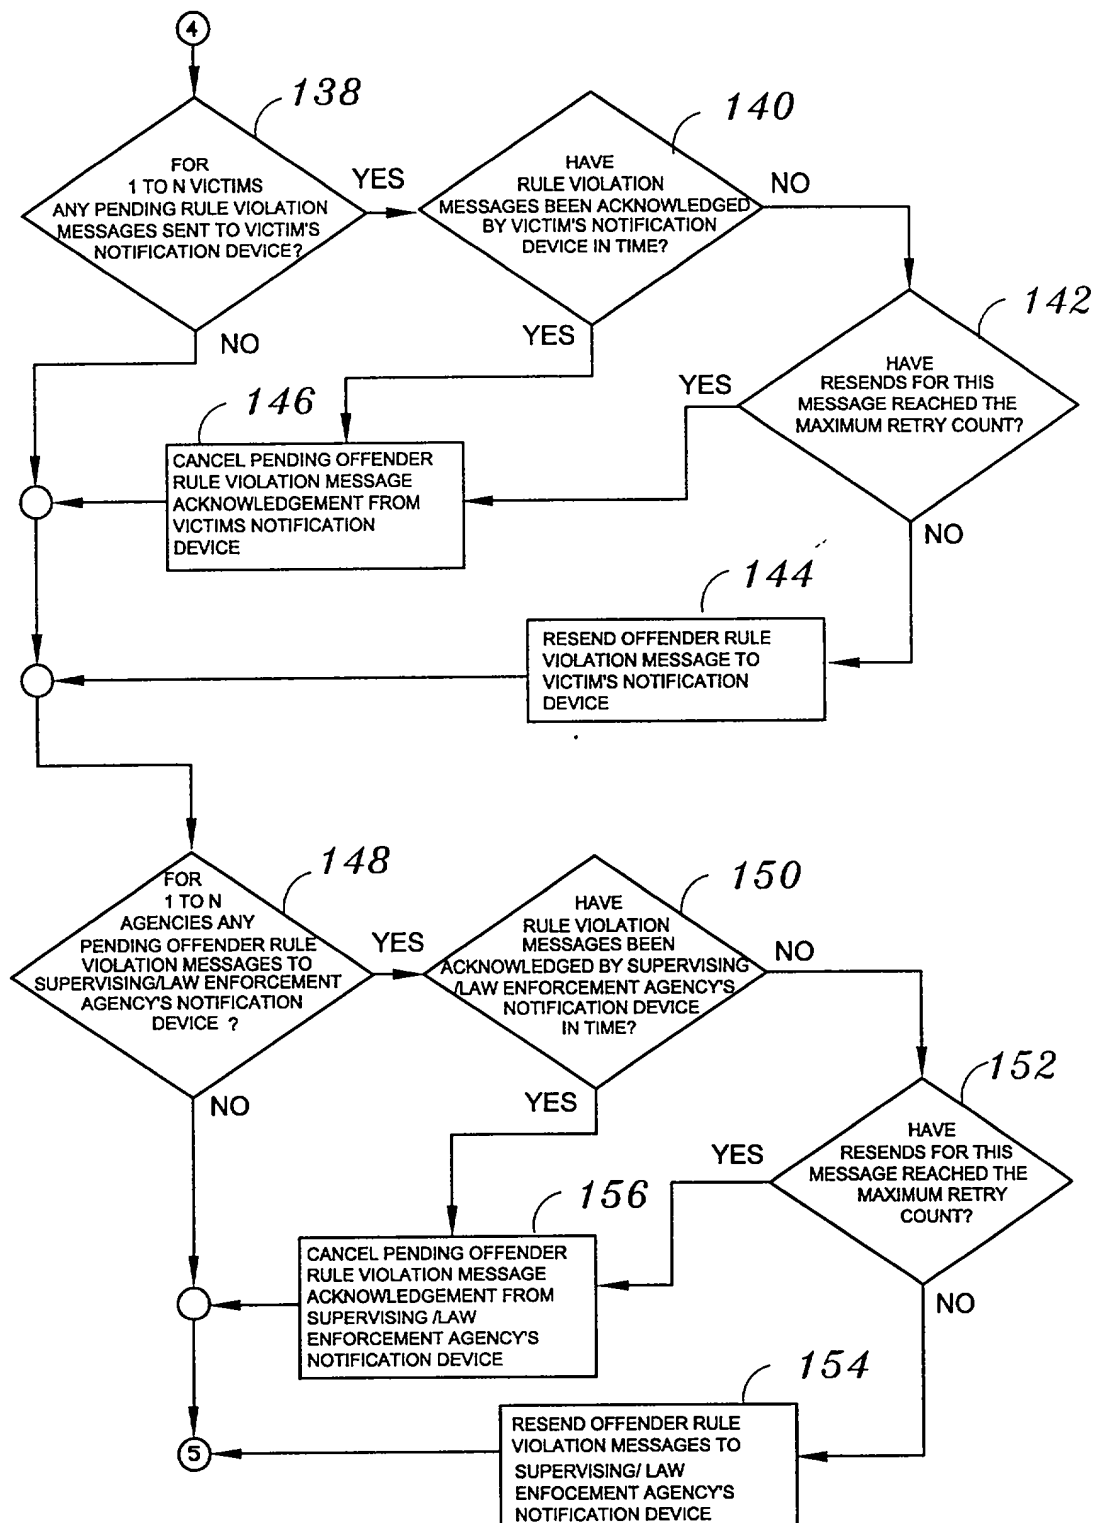 4
138
FOR
1 TO N VICTIMS
ANY PENDING RULE VIOLATION
MESSAGES SENT TO VICTIM'S
NOTIFICATION DEVICE?
YES
NO
140
HAVE
RULE VIOLATION
MESSAGES BEEN ACKNOWLEDGED
BY VICTIM'S NOTIFICATION
DEVICE IN TIME?
NO
YES
142
HAVE
RESENDS FOR THIS
MESSAGE REACHED THE
MAXIMUM RETRY COUNT?
YES
NO
146
CANCEL PENDING OFFENDER
RULE VIOLATION MESSAGE
ACKNOWLEDGEMENT FROM
VICTIMS NOTIFICATION
DEVICE
144
RESEND OFFENDER RULE
VIOLATION MESSAGE TO
VICTIM'S NOTIFICATION
DEVICE
148
FOR
1 TO N
AGENCIES ANY
PENDING OFFENDER RULE
VIOLATION MESSAGES TO
SUPERVISING/LAW ENFORCEMENT
AGENCY'S NOTIFICATION
DEVICE ?
YES
NO
150
HAVE
RULE VIOLATION
MESSAGES BEEN
ACKNOWLEDGED BY SUPERVISING
/LAW ENFORCEMENT AGENCY'S
NOTIFICATION DEVICE
IN TIME?
NO
YES
152
HAVE
RESENDS FOR THIS
MESSAGE REACHED THE
MAXIMUM RETRY
COUNT?
YES
NO
156
CANCEL PENDING OFFENDER
RULE VIOLATION MESSAGE
ACKNOWLEDGEMENT FROM
SUPERVISING /LAW
ENFORCEMENT AGENCY'S
NOTIFICATION DEVICE
154
RESEND OFFENDER RULE
VIOLATION MESSAGES TO
SUPERVISING/ LAW
ENFOCEMENT AGENCY'S
NOTIFICATION DEVICE
5